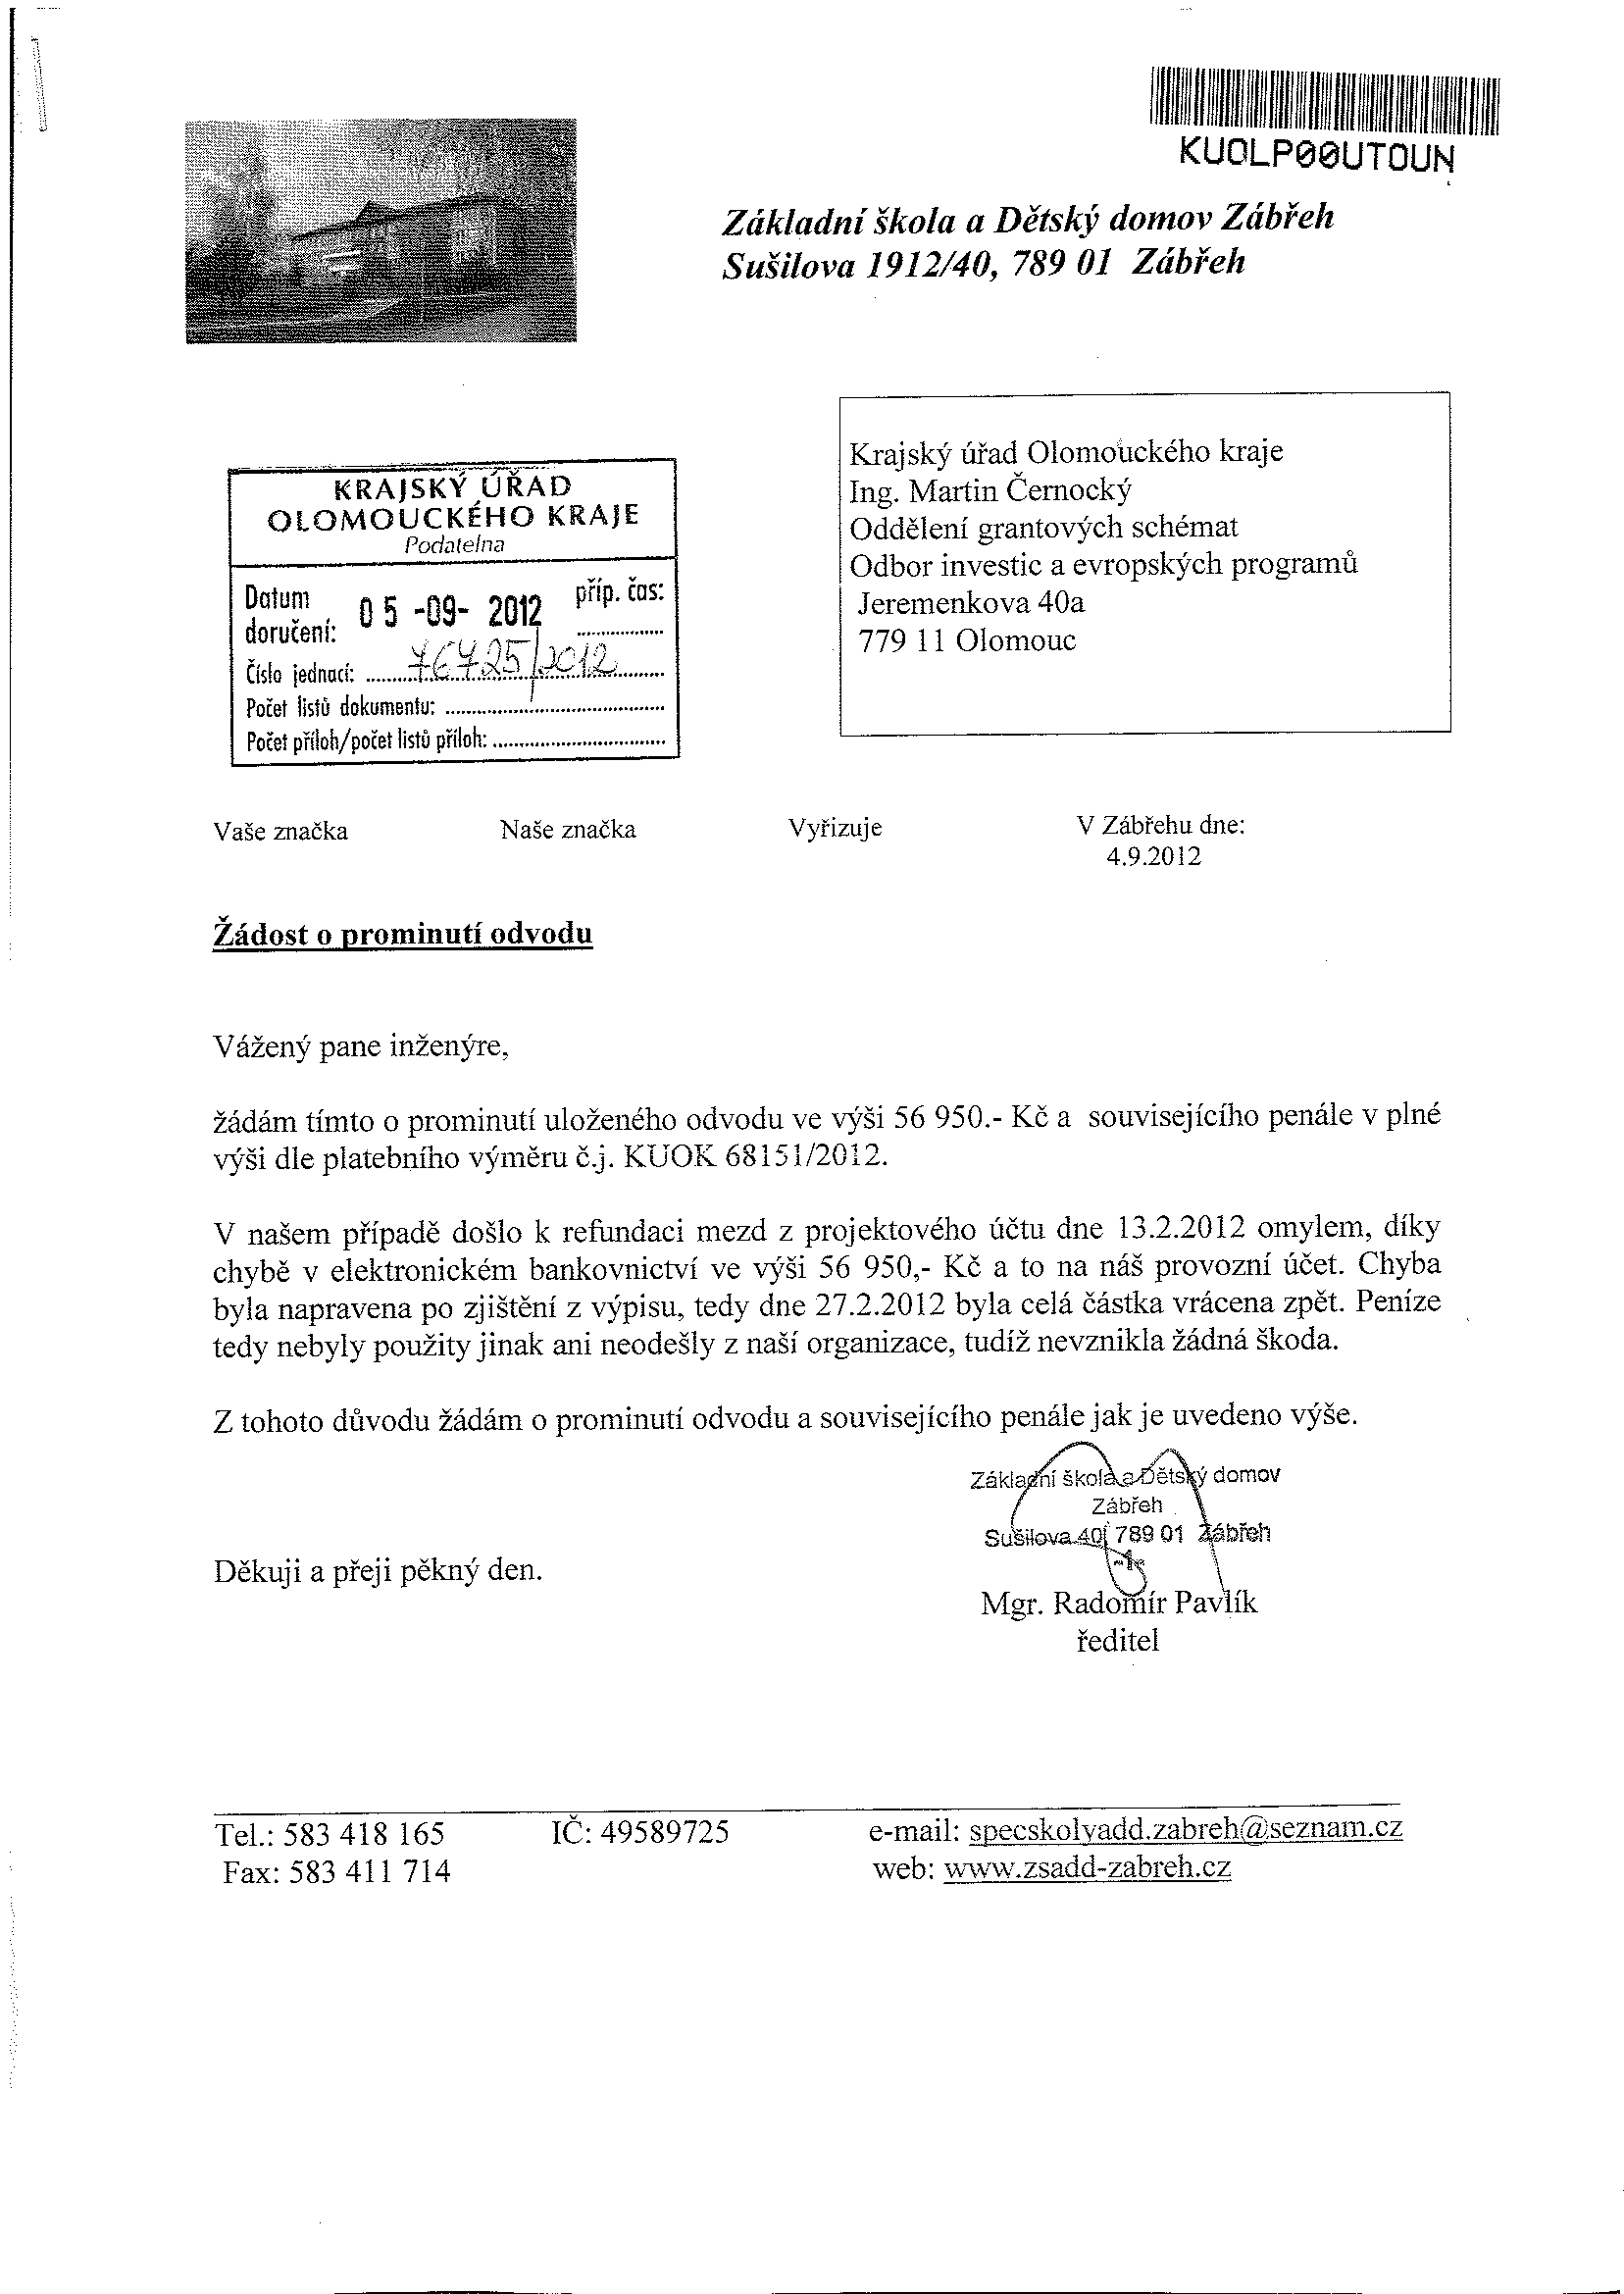 KUOLP00UTOUN
Základní škola a Dětský domov Zábřeh
Sušilova 1912/40, 789 01 Zábřeh
KRAJSKÝ ÚŘAD
OLOMOUCKÉHO KRAJE
Podatelna
Datum doručení: 05-09-2012 příp. čas:
Číslo jednací: 76725/2012
Počet listů dokumentu:
Počet příloh/počet listů příloh:
Krajský úřad Olomouckého kraje
Ing. Martin Černocký
Oddělení grantových schémat
Odbor investic a evropských programů
Jeremenkova 40a
779 11 Olomouc
Vaše značka Naše značka Vyřizuje V Zábřehu dne:
4.9.2012
Žádost o prominutí odvodu
Vážený pane inženýre,
žádám tímto o prominutí uloženého odvodu ve výši 56 950.- Kč a souvisejícího penále v plné
výši dle platebního výměru č.j. KUOK 68151/2012.
V našem případě došlo k refundaci mezd z projektového účtu dne 13.2.2012 omylem, díky
chybě v elektronickém bankovnictví ve výši 56 950,- Kč a to na náš provozní účet. Chyba
byla napravena po zjištění z výpisu, tedy dne 27.2.2012 byla celá částka vrácena zpět. Peníze
tedy nebyly použity jinak ani neodešly z naší organizace, tudíž nevznikla žádná škoda.
Z tohoto důvodu žádám o prominutí odvodu a souvisejícího penále jak je uvedeno výše.
Základní škola a Dětský domov
Zábřeh
Sušilova 40, 789 01 Zábřeh
Děkuji a přeji pěkný den.
Mgr. Radomír Pavlík
ředitel
Tel.: 583 418 165 IČ: 49589725 e-mail: specskolyadd.zabreh@seznam.cz
Fax: 583 411 714 web: www.zsadd-zabreh.cz